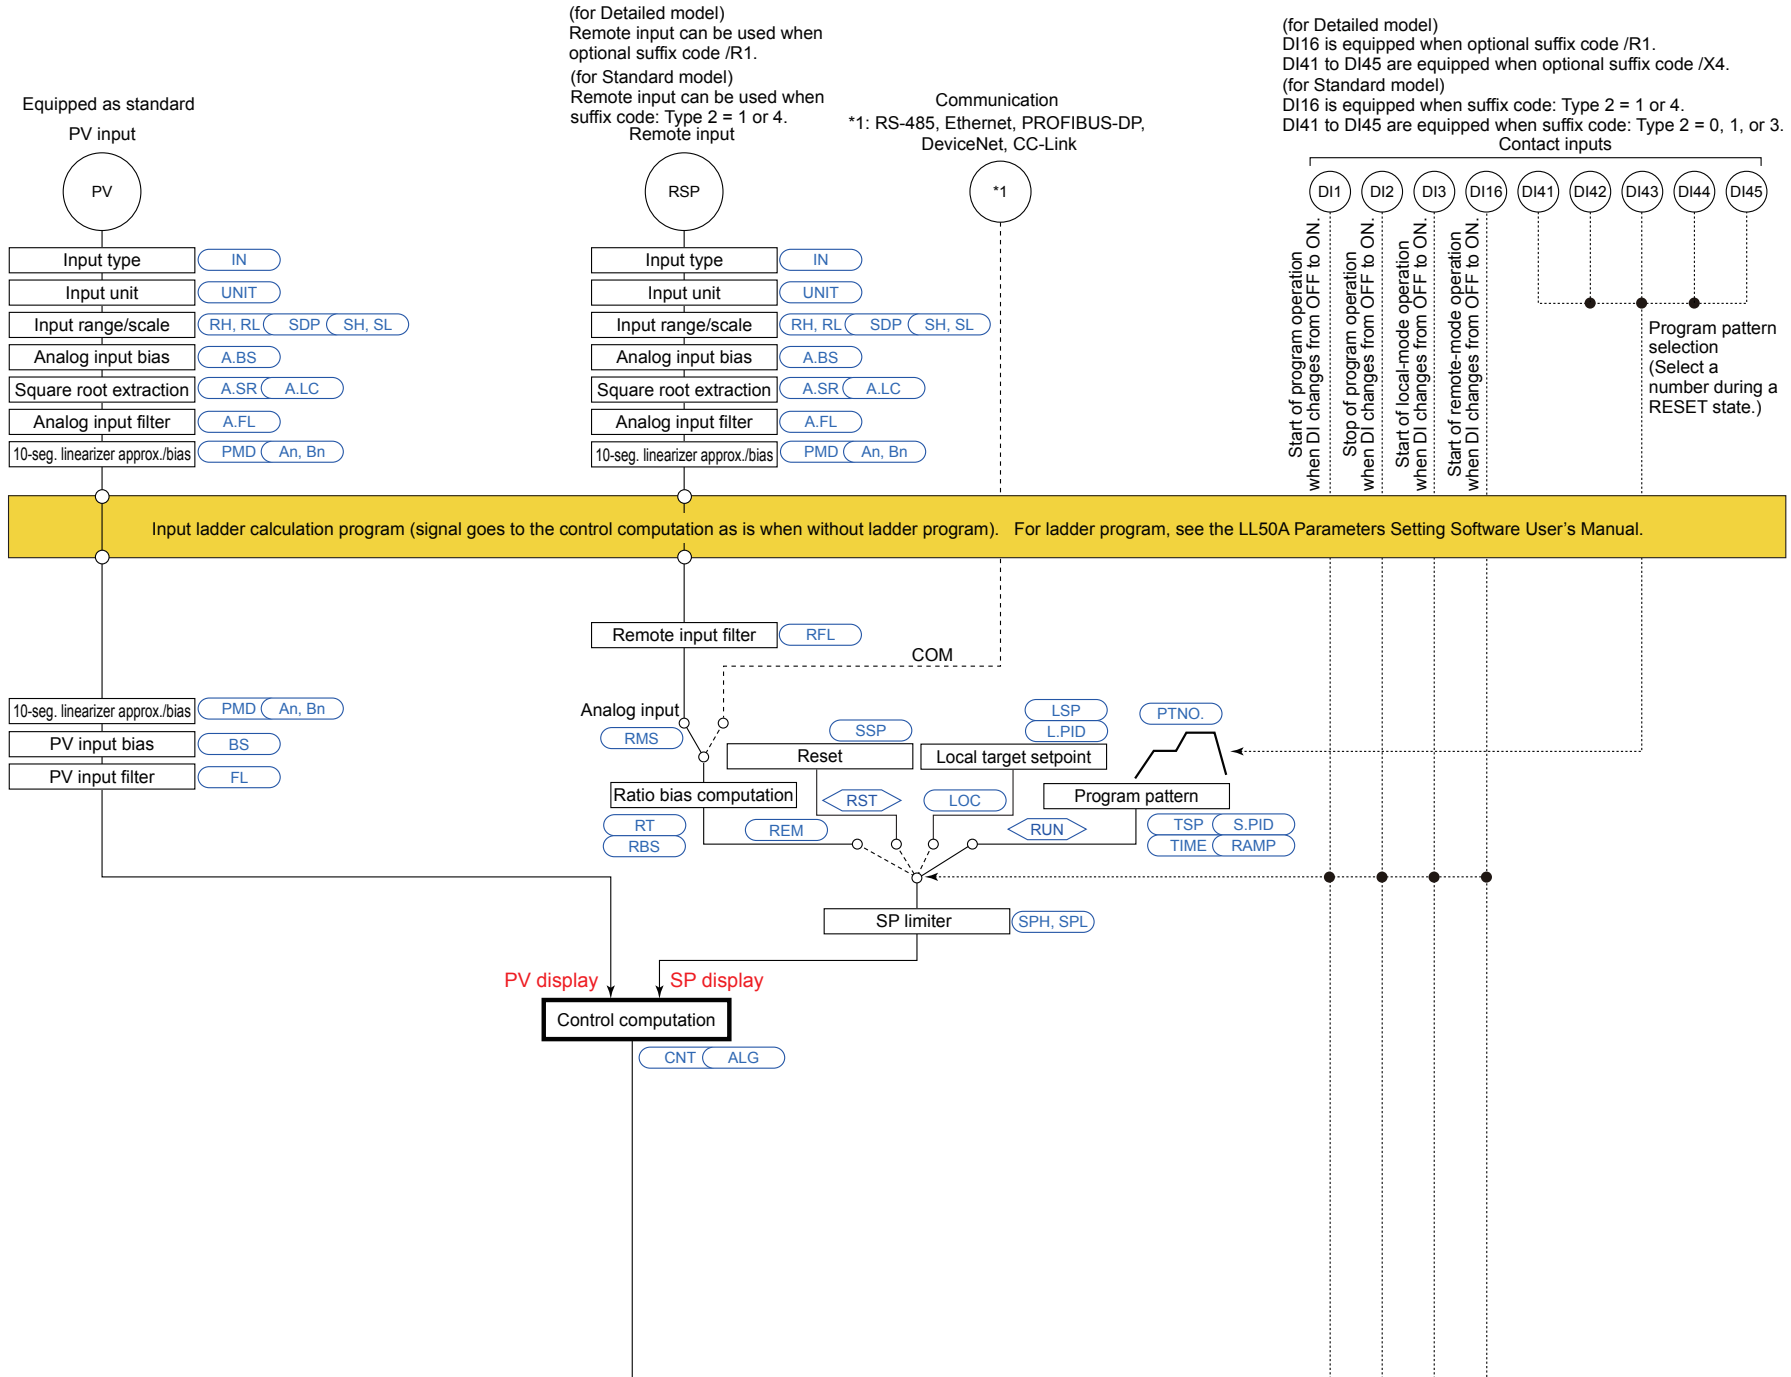 (for Detailed model)
Remote input can be used when
optional suffix code /R1.
(for Standard model)
Remote input can be used when
suffix code: Type 2 = 1 or 4.
Remote input
(for Detailed model)
DI16 is equipped when optional suffix code /R1.
DI41 to DI45 are equipped when optional suffix code /X4.
(for Standard model)
DI16 is equipped when suffix code: Type 2 = 1 or 4.
DI41 to DI45 are equipped when suffix code: Type 2 = 0, 1, or 3.
Contact inputs
Equipped as standard
PV input
Communication
*1: RS-485, Ethernet, PROFIBUS-DP,
DeviceNet, CC-Link
PV
RSP
*1
DI1
DI2
DI3
DI16
DI41
DI42
DI43
DI44
DI45
Input type
IN
Input unit
UNIT
Input range/scale
RH, RL
SDP
SH, SL
Analog input bias
A.BS
Square root extraction
A.SR
A.LC
Analog input filter
A.FL
10-seg. linearizer approx./bias
PMD
An, Bn
Input type
IN
Input unit
UNIT
Input range/scale
RH, RL
SDP
SH, SL
Analog input bias
A.BS
Square root extraction
A.SR
A.LC
Analog input filter
A.FL
10-seg. linearizer approx./bias
PMD
An, Bn
Start of program operation
when DI changes from OFF to ON.
Stop of program operation
when DI changes from OFF to ON.
Start of local-mode operation
when DI changes from OFF to ON.
Start of remote-mode operation
when DI changes from OFF to ON.
Program pattern
selection
(Select a
number during a
RESET state.)
Input ladder calculation program (signal goes to the control computation as is when without ladder program). For ladder program, see the LL50A Parameters Setting Software User's Manual.
Remote input filter
RFL
COM
10-seg. linearizer approx./bias
PMD
An, Bn
PV input bias
BS
PV input filter
FL
Analog input
RMS
SSP
Reset
LSP
L.PID
Local target setpoint
PTNO.
Ratio bias computation
RST
LOC
Program pattern
RT
RBS
REM
RUN
TSP
S.PID
TIME
RAMP
SP limiter
SPH, SPL
PV display
SP display
Control computation
CNT
ALG